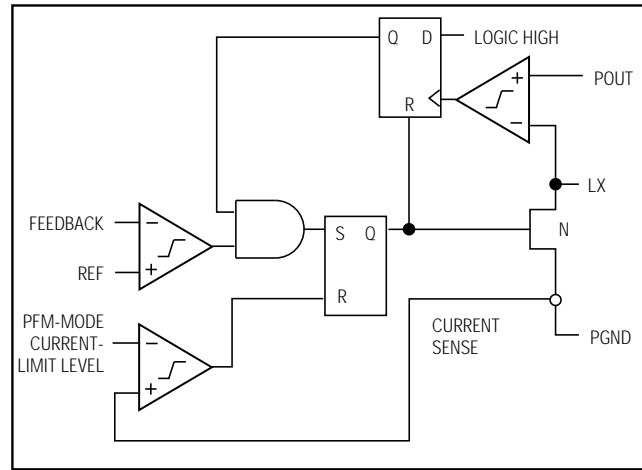 Q D LOGIC HIGH
R
+ POUT
−
LX
FEEDBACK −
REF +
S Q
R
N
PFM-MODE
CURRENT-
LIMIT LEVEL
−
+
CURRENT
SENSE
PGND